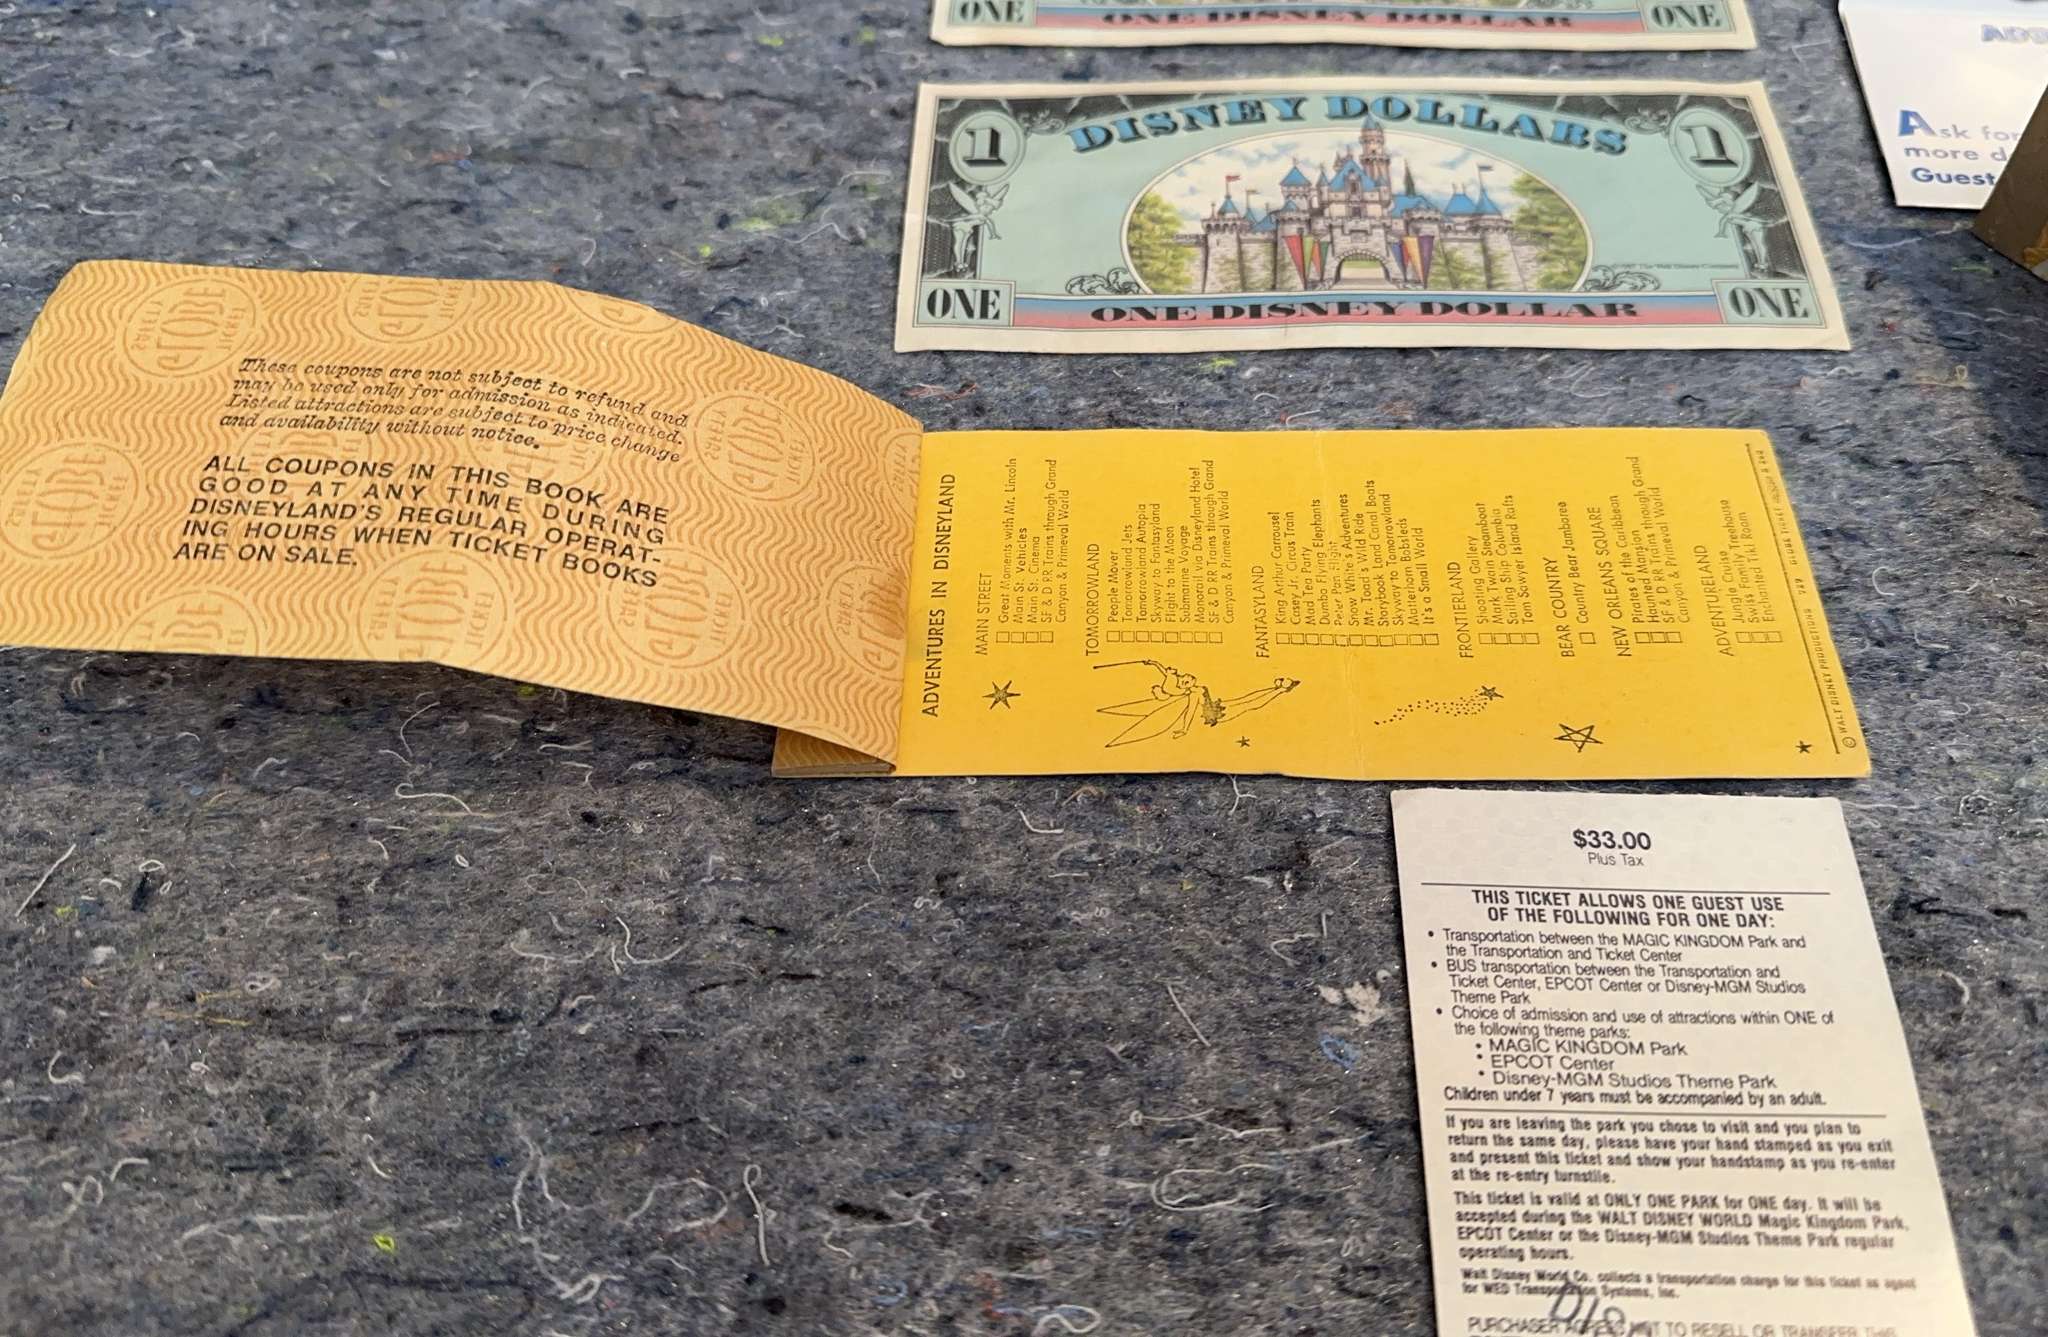 ONE
ONE DISNEY DOLLAR
ONE
1
DISNEY DOLLARS
1
ONE
ONE DISNEY DOLLAR
ONE
Ask for
more d
Guest
GLOBE
TICKET
These coupons are not subject to refund and
may be used only for admission as indicated.
Listed attractions are subject to price change
and availability without notice.
ALL COUPONS IN THIS BOOK ARE
GOOD AT ANY TIME DURING
DISNEYLAND'S REGULAR OPERAT-
ING HOURS WHEN TICKET BOOKS
ARE ON SALE.
ADVENTURES IN DISNEYLAND
MAIN STREET
Great Moments with Mr. Lincoln
Main St. Vehicles
Main St. Cinema
SF & D RR Trains through Grand
Canyon & Primeval World
TOMORROWLAND
People Mover
Tomorrowland Jets
Tomorrowland Autopia
Skyway to Fantasyland
Flight to the Moon
Submarine Voyage
Monorail via Disneyland Hotel
SF & D RR Trains through Grand
Canyon & Primeval World
FANTASYLAND
King Arthur Carrousel
Casey Jr. Circus Train
Mad Tea Party
Dumbo Flying Elephants
Peter Pan Flight
Snow White's Adventures
Mr. Toad's Wild Ride
Storybook Land Canal Boats
Skyway to Tomorrowland
Matterhorn Bobsleds
It's a Small World
FRONTIERLAND
Shooting Gallery
Mark Twain Steamboat
Sailing Ship Columbia
Tom Sawyer Island Rafts
BEAR COUNTRY
Country Bear Jamboree
NEW ORLEANS SQUARE
Pirates of the Caribbean
Haunted Mansion
SF & D RR Trains through Grand
Canyon & Primeval World
ADVENTURELAND
Jungle Cruise
Swiss Family Treehouse
Enchanted Tiki Room
© WALT DISNEY PRODUCTIONS GLOBE TICKET
$33.00
Plus Tax
THIS TICKET ALLOWS ONE GUEST USE
OF THE FOLLOWING FOR ONE DAY:
• Transportation between the MAGIC KINGDOM Park and
the Transportation and Ticket Center
• BUS transportation between the Transportation and
Ticket Center, EPCOT Center or Disney-MGM Studios
Theme Park
• Choice of admission and use of attractions within ONE of
the following theme parks:
• MAGIC KINGDOM Park
• EPCOT Center
• Disney-MGM Studios Theme Park
Children under 7 years must be accompanied by an adult.
If you are leaving the park you chose to visit and you plan to
return the same day, please have your hand stamped as you exit
and present this ticket and show your handstamp as you re-enter
at the re-entry turnstile.
This ticket is valid at ONLY ONE PARK for ONE day. It will be
accepted during the WALT DISNEY WORLD Magic Kingdom Park,
EPCOT Center or the Disney-MGM Studios Theme Park regular
operating hours.
Walt Disney World Co. collects a transportation charge for this ticket as agent
for WED Transportation Systems, Inc.
PURCHASER AGREES NOT TO RESELL OR TRANSFER THIS